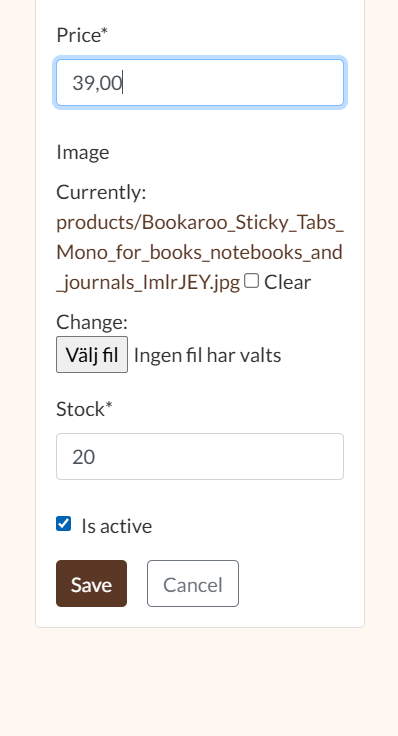 Price*
39,00
Image
Currently:
products/Bookaroo_Sticky_Tabs_
Mono_for_books_notebooks_and
_journals_ImlrJEY.jpg Clear
Change:
Välj fil Ingen fil har valts
Stock*
20
Is active
Save Cancel